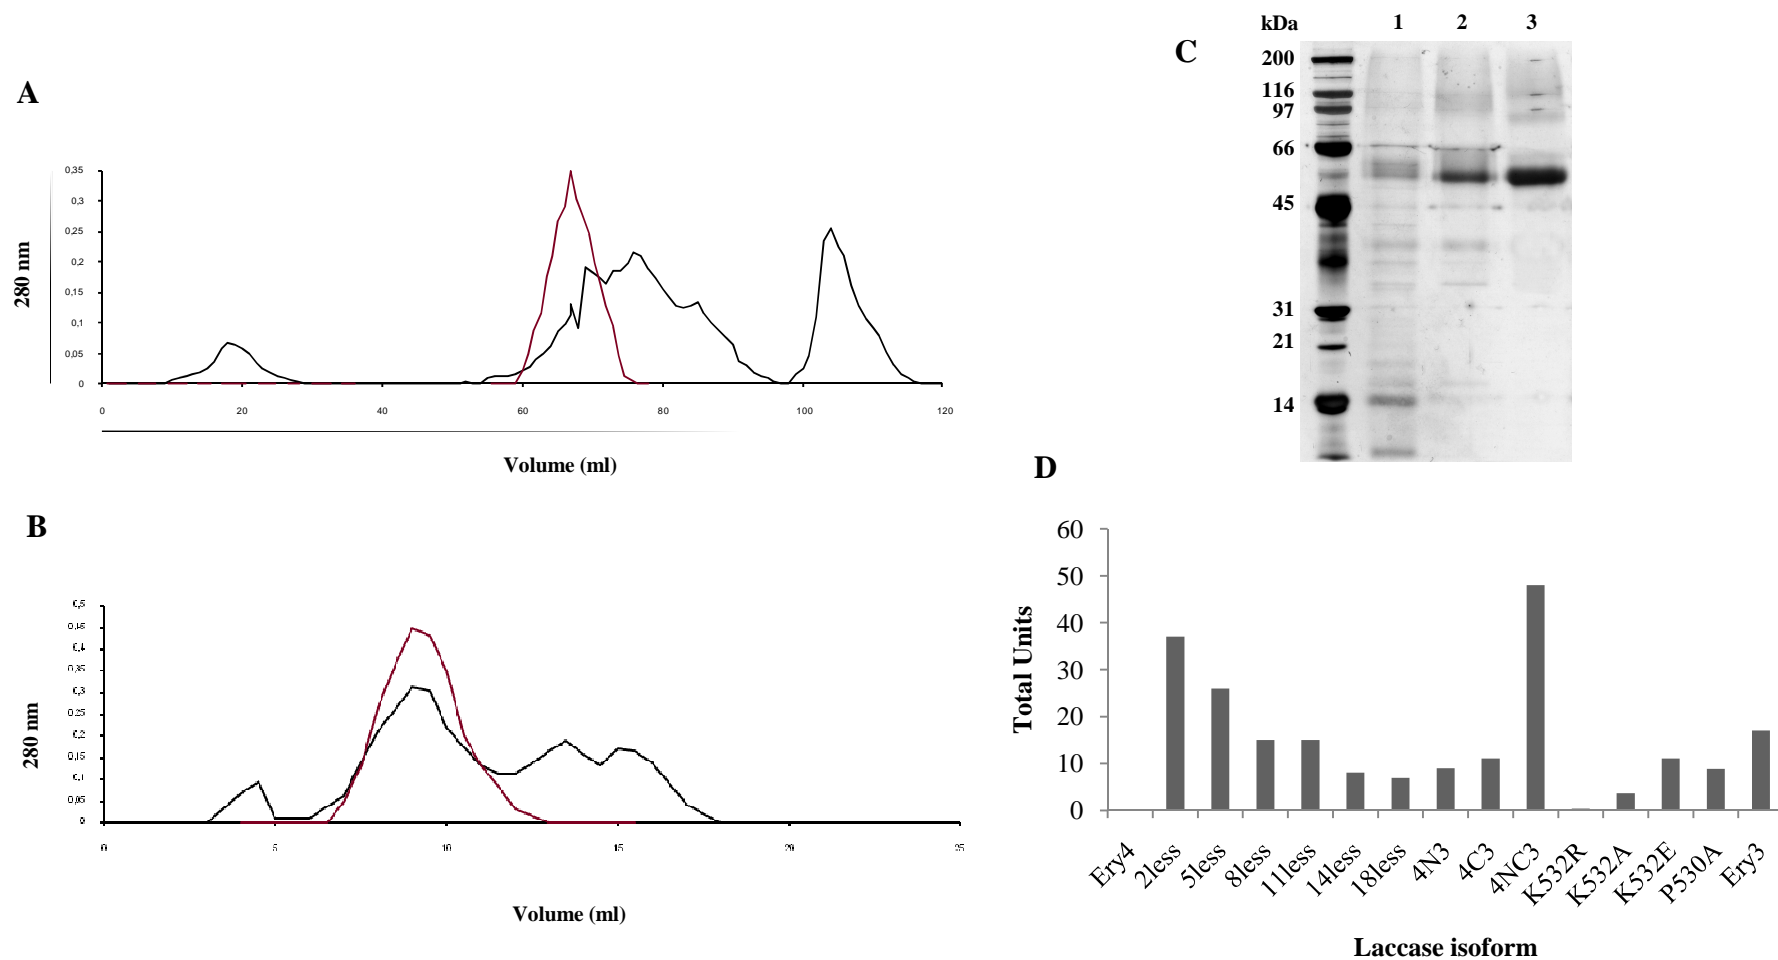 A
0,35
0,3
0,25
0,2
0,15
0,1
0,05
0
280 nm
0 20 40 60 80 100 120
Volume (ml)
B
0,5
0,45
0,4
0,35
0,3
0,25
0,2
0,15
0,1
0,05
0
280 nm
0 5 10 15 20 25
Volume (ml)
C
kDa 1 2 3
200
116
97
66
45
31
21
14
D
60
50
40
30
20
10
0
Total Units
Ery4 2less 5less 8less 11less 14less 18less 4N3 4C3 4NC3 K532R K532A K532E P530A Ery3
Laccase isoform